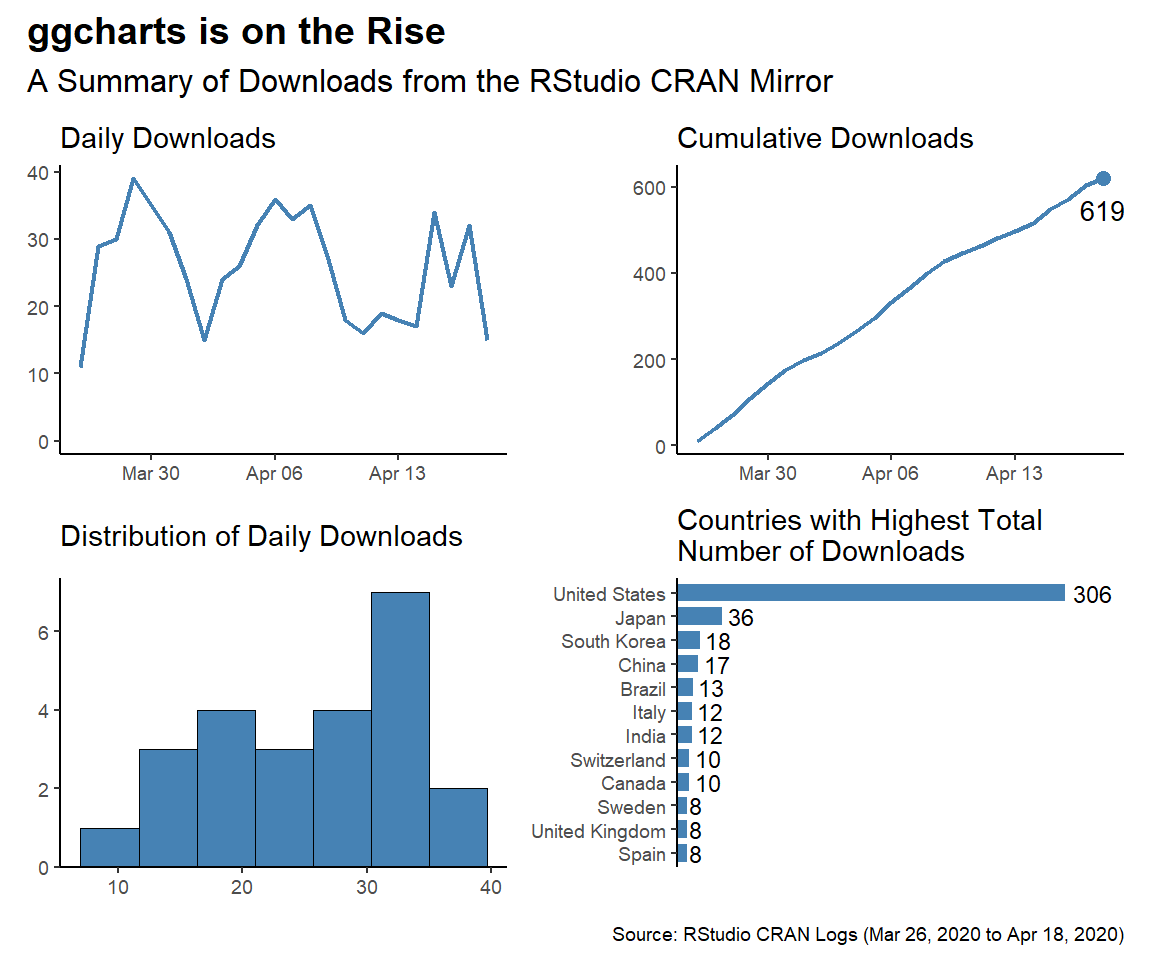 ggcharts is on the Rise
A Summary of Downloads from the RStudio CRAN Mirror
Daily Downloads
40
30
20
10
0
Mar 30 Apr 06 Apr 13
Cumulative Downloads
600
400
200
0
619
Mar 30 Apr 06 Apr 13
Distribution of Daily Downloads
6
4
2
0
10 20 30 40
Countries with Highest Total
Number of Downloads
United States 306
Japan 36
South Korea 18
China 17
Brazil 13
Italy 12
India 12
Switzerland 10
Canada 10
Sweden 8
United Kingdom 8
Spain 8
Source: RStudio CRAN Logs (Mar 26, 2020 to Apr 18, 2020)